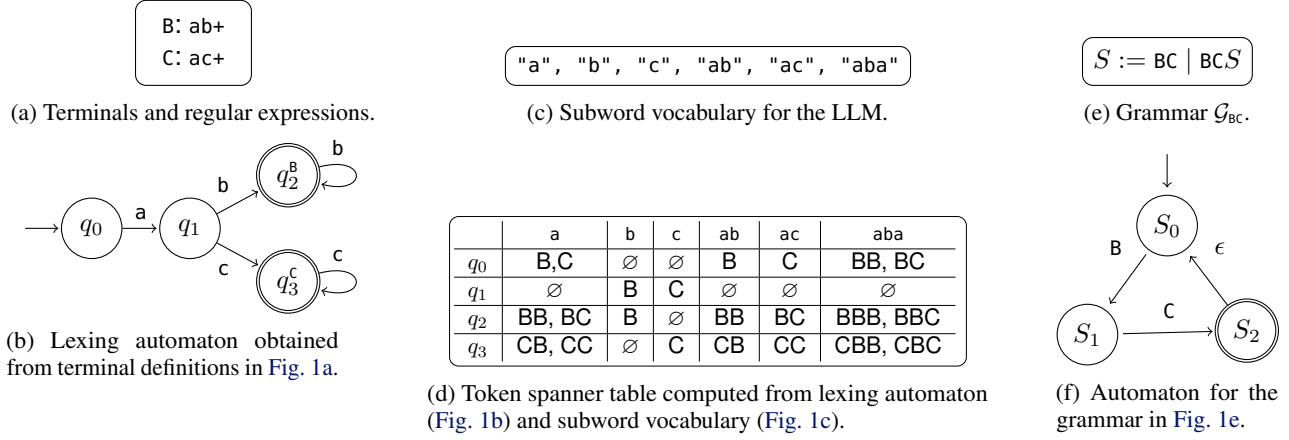 B: ab+
C: ac+
(a) Terminals and regular expressions.
b
q₂ᴮ
b
a
q₀
q₁
c
c
q₃ᶜ
(b) Lexing automaton obtained
from terminal definitions in Fig. 1a.
"a", "b", "c", "ab", "ac", "aba"
(c) Subword vocabulary for the LLM.
a b c ab ac aba
q₀ B,C ∅ ∅ B C BB, BC
q₁ ∅ B C ∅ ∅ ∅
q₂ BB, BC B ∅ BB BC BBB, BBC
q₃ CB, CC ∅ C CB CC CBB, CBC
(d) Token spanner table computed from lexing automaton
(Fig. 1b) and subword vocabulary (Fig. 1c).
S := BC | BCS
(e) Grammar 𝒢_BC.
S₀
B
ϵ
C
S₁
S₂
(f) Automaton for the
grammar in Fig. 1e.